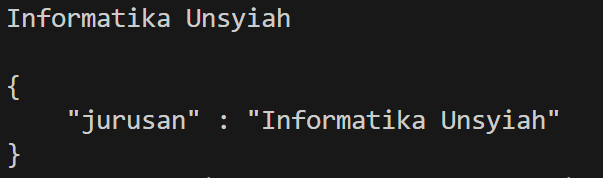 Informatika Unsyiah
{
"jurusan" : "Informatika Unsyiah"
}